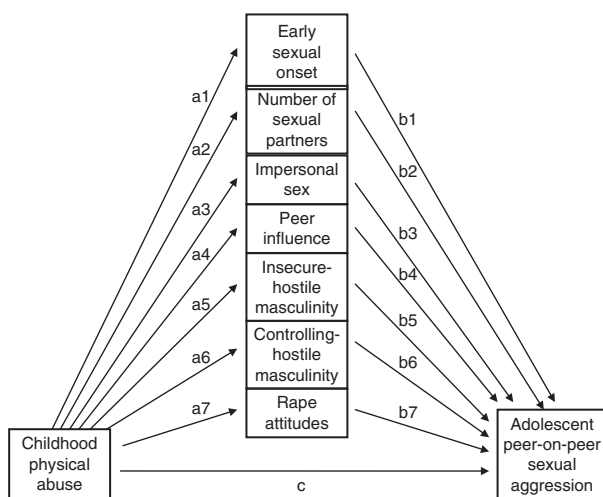 Early
sexual
onset
a1
b1
Number of
sexual
partners
a2
b2
Impersonal
sex
a3
b3
Peer
influence
a4
b4
Insecure-
hostile
masculinity
a5
b5
Controlling-
hostile
masculinity
a6
b6
Rape
attitudes
a7
b7
Childhood
physical
abuse
Adolescent
peer-on-peer
sexual
aggression
c